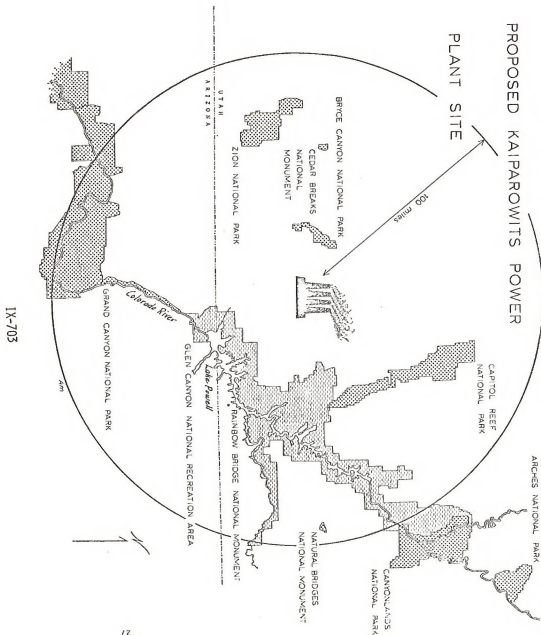 PROPOSED KAIPAROWITS POWER
PLANT SITE
100 miles
ARCHES NATIONAL PARK
CAPITOL REEF
NATIONAL PARK
CANYONLANDS
NATIONAL PARK
NATURAL BRIDGES
NATIONAL MONUMENT
BRYCE CANYON NATIONAL PARK
CEDAR BREAKS
NATIONAL
MONUMENT
ZION NATIONAL PARK
UTAH
ARIZONA
RAINBOW BRIDGE NATIONAL MONUMENT
Lake Powell
GLEN CANYON NATIONAL RECREATION AREA
Colorado River
GRAND CANYON NATIONAL PARK
Am
N
IX-703
17